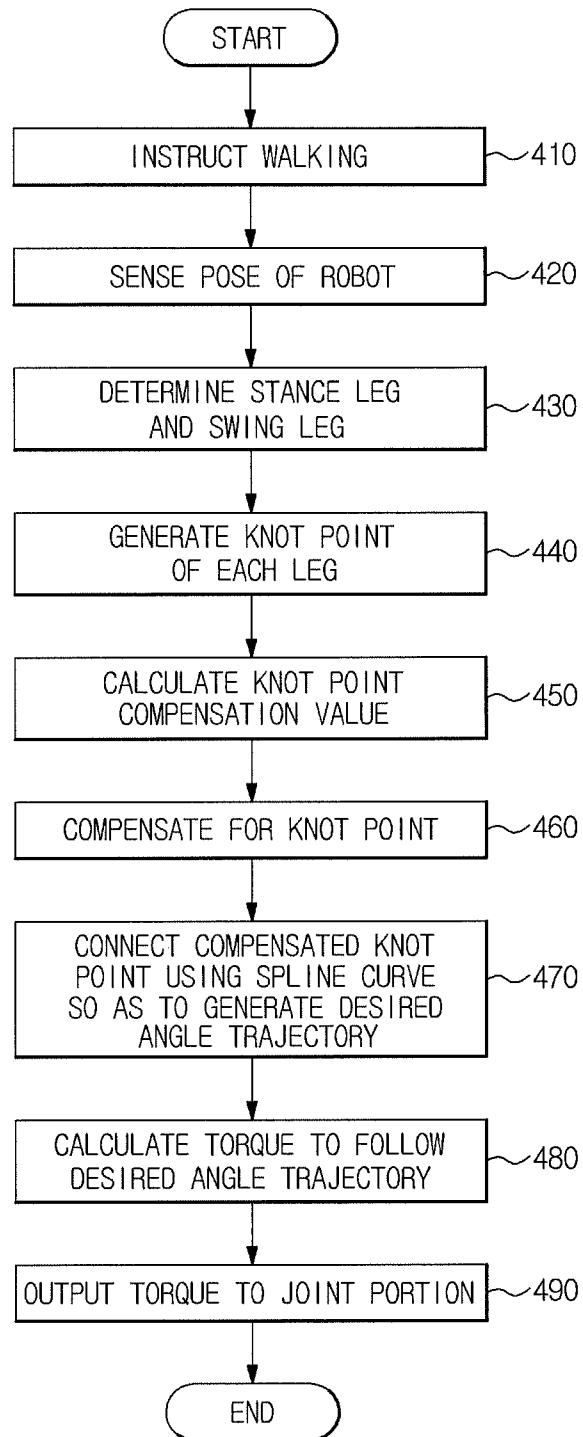 START
INSTRUCT WALKING
410
SENSE POSE OF ROBOT
420
DETERMINE STANCE LEG
AND SWING LEG
430
GENERATE KNOT POINT
OF EACH LEG
440
CALCULATE KNOT POINT
COMPENSATION VALUE
450
COMPENSATE FOR KNOT POINT
460
CONNECT COMPENSATED KNOT
POINT USING SPLINE CURVE
SO AS TO GENERATE DESIRED
ANGLE TRAJECTORY
470
CALCULATE TORQUE TO FOLLOW
DESIRED ANGLE TRAJECTORY
480
OUTPUT TORQUE TO JOINT PORTION
490
END